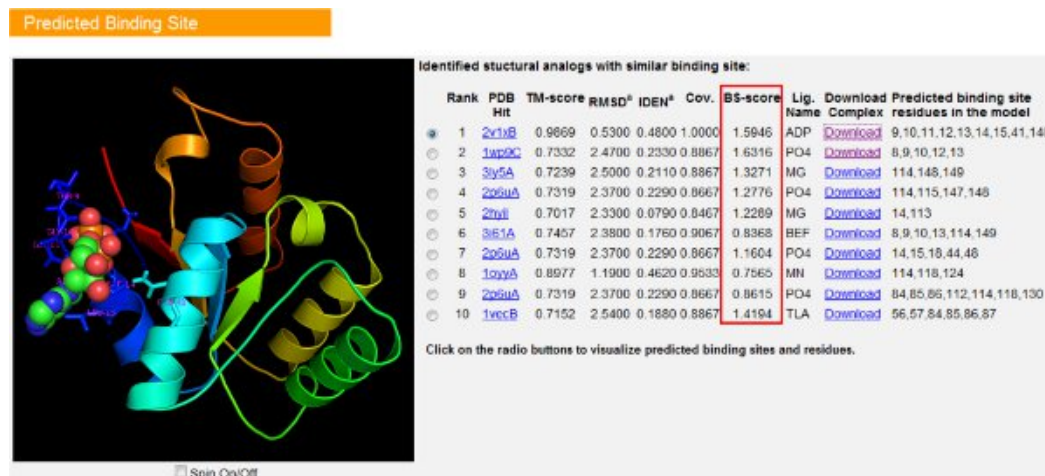 Predicted Binding Site
Identified stuctural analogs with similar binding site:
Rank PDB Hit TM-score RMSDª IDENª Cov. BS-score Lig. Name Download Complex Predicted binding site residues in the model
1 2v1xB 0.9869 0.5300 0.4800 1.0000 1.5946 ADP Download 9,10,11,12,13,14,15,41,148
2 1wp9C 0.7332 2.4700 0.2330 0.8867 1.6316 PO4 Download 8,9,10,12,13
3 3iy5A 0.7239 2.5000 0.2110 0.8867 1.3271 MG Download 114,148,149
4 2p6uA 0.7319 2.3700 0.2290 0.8667 1.2776 PO4 Download 114,115,147,148
5 0.7017 2.3300 0.0790 0.8467 1.2289 MG Download 14,113
6 3i61A 0.7457 2.3800 0.1760 0.9067 0.8368 BEF Download 8,9,10,13,114,149
7 2p6uA 0.7319 2.3700 0.2290 0.8667 1.1604 PO4 Download 14,15,18,44,48
8 1oyyA 0.8977 1.1900 0.4620 0.9533 0.7565 MN Download 114,118,124
9 2p6uA 0.7319 2.3700 0.2290 0.8667 0.8615 PO4 Download 84,85,86,112,114,118,130
10 1vecB 0.7152 2.5400 0.1880 0.8867 1.4194 TLA Download 56,57,84,85,86,87
Click on the radio buttons to visualize predicted binding sites and residues.
Spin On/Off